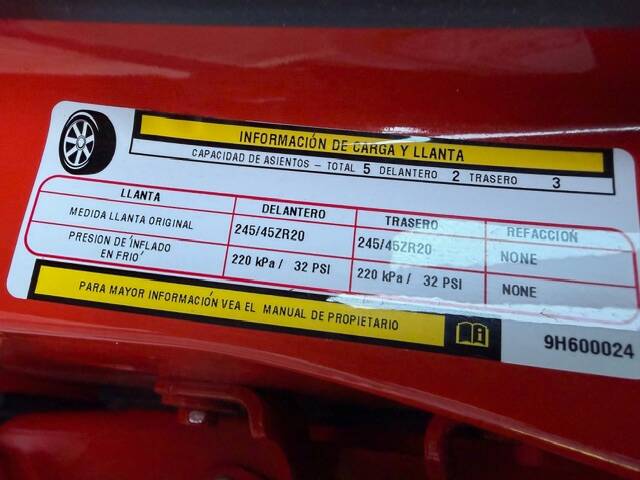 INFORMACIÓN DE CARGA Y LLANTA
CAPACIDAD DE ASIENTOS – TOTAL 5 DELANTERO 2 TRASERO 3
LLANTA DELANTERO TRASERO REFACCIÓN
MEDIDA LLANTA ORIGINAL 245/45ZR20 245/45ZR20 NONE
PRESION DE INFLADO
EN FRIO 220 kPa / 32 PSI 220 kPa / 32 PSI NONE
PARA MAYOR INFORMACIÓN VEA EL MANUAL DE PROPIETARIO
9H600024